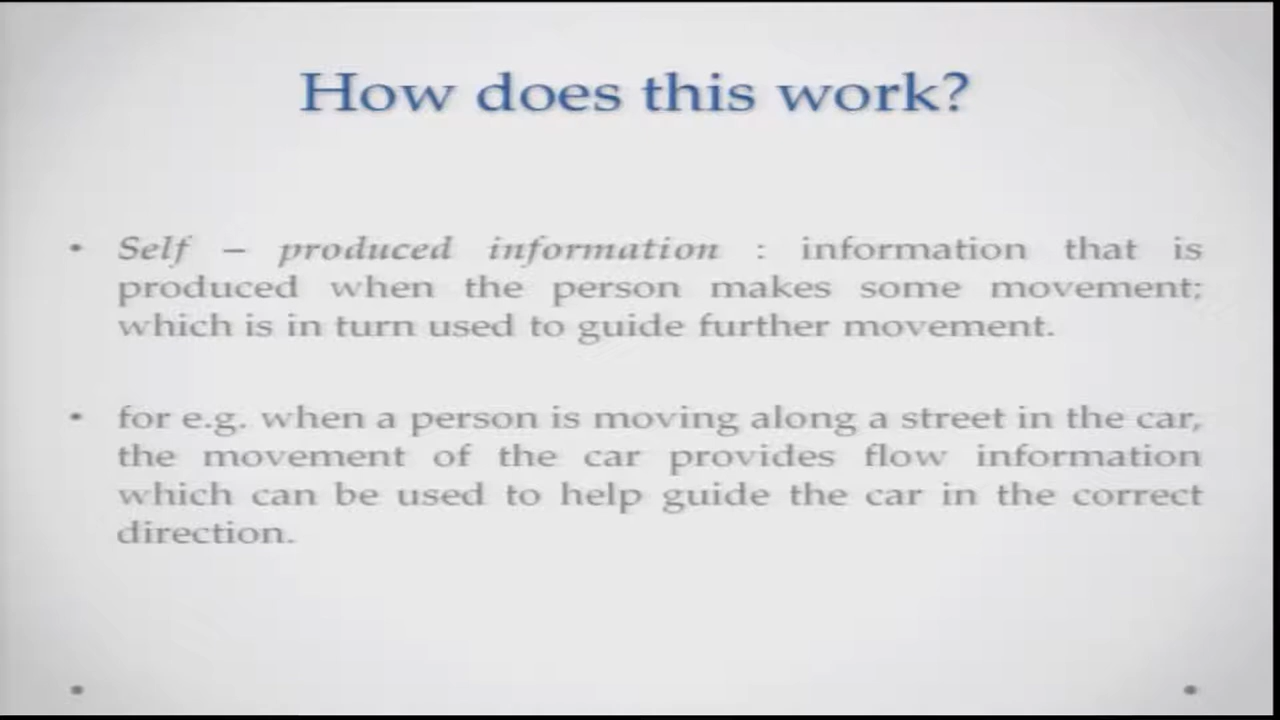 How does this work?
• Self – produced information : information that is
produced when the person makes some movement;
which is in turn used to guide further movement.
• for e.g. when a person is moving along a street in the car,
the movement of the car provides flow information
which can be used to help guide the car in the correct
direction.